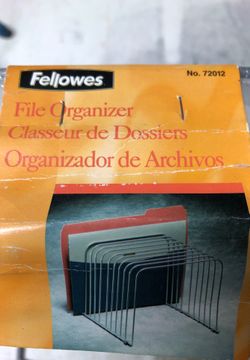 Fellowes
No. 72012
File Organizer
Classeur de Dossiers
Organizador de Archivos